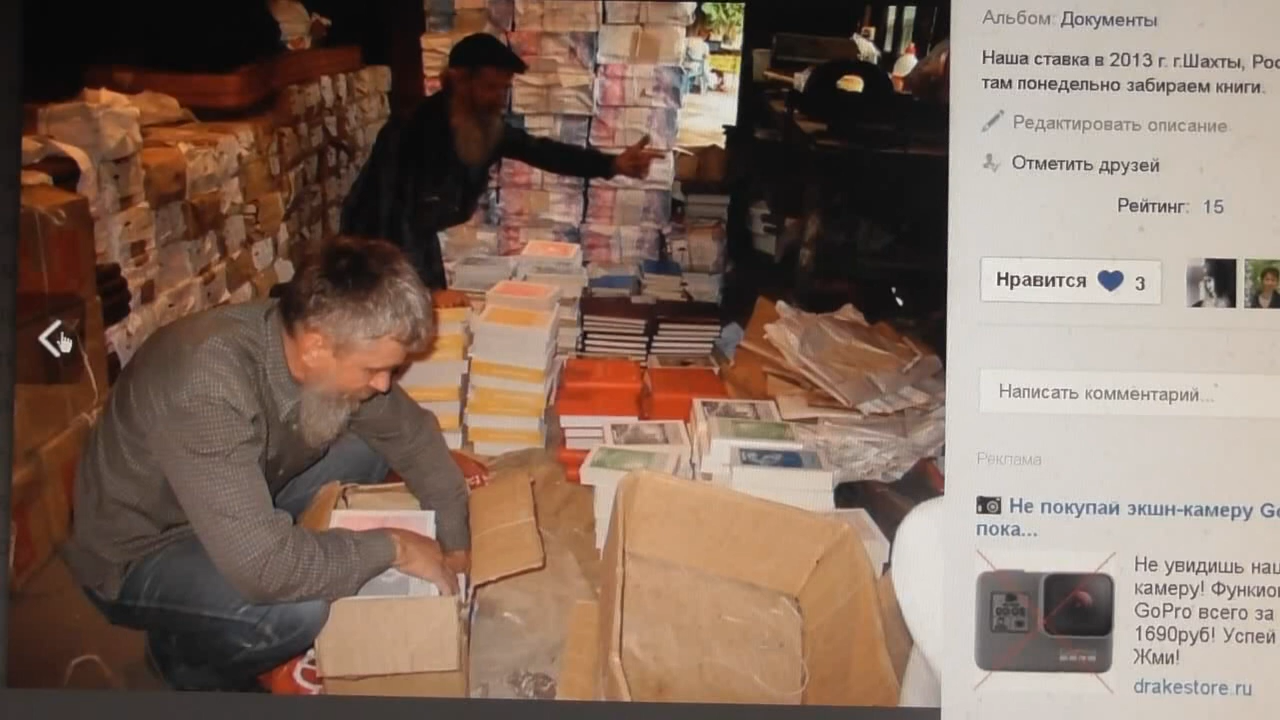 Альбом: Документы
Наша ставка в 2013 г. г.Шахты,
там понедельно забираем книги.
Редактировать описание
Отметить друзей
Рейтинг: 15
Нравится 3
Написать комментарий...
Реклама
Не покупай экшн-камеру
пока...
Не увидишь
камеру!
GoPro всего за
1690руб! Успей
Жми!
drakestore.ru